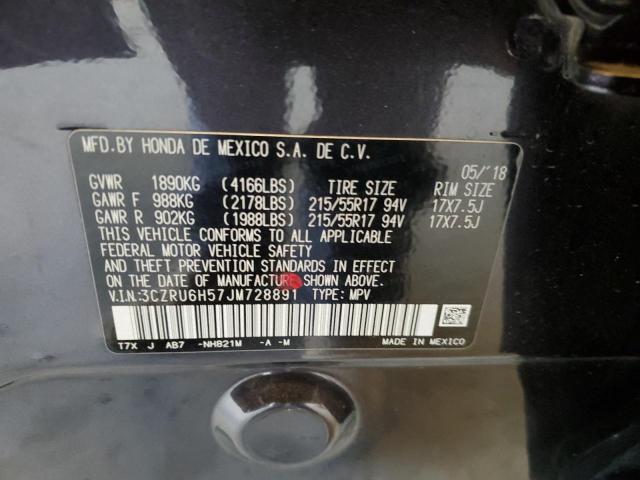 MFD.BY HONDA DE MEXICO S.A. DE C.V.
05/'18
GVWR 1890KG (4166LBS) TIRE SIZE RIM SIZE
GAWR F 988KG (2178LBS) 215/55R17 94V 17X7.5J
GAWR R 902KG (1988LBS) 215/55R17 94V 17X7.5J
THIS VEHICLE CONFORMS TO ALL APPLICABLE
FEDERAL MOTOR VEHICLE SAFETY
AND THEFT PREVENTION STANDARDS IN EFFECT
ON THE DATE OF MANUFACTURE SHOWN ABOVE.
V.I.N:3CZRU6H57JM728891 TYPE: MPV
T7X J AB7 -NH821M -A -M MADE IN MEXICO